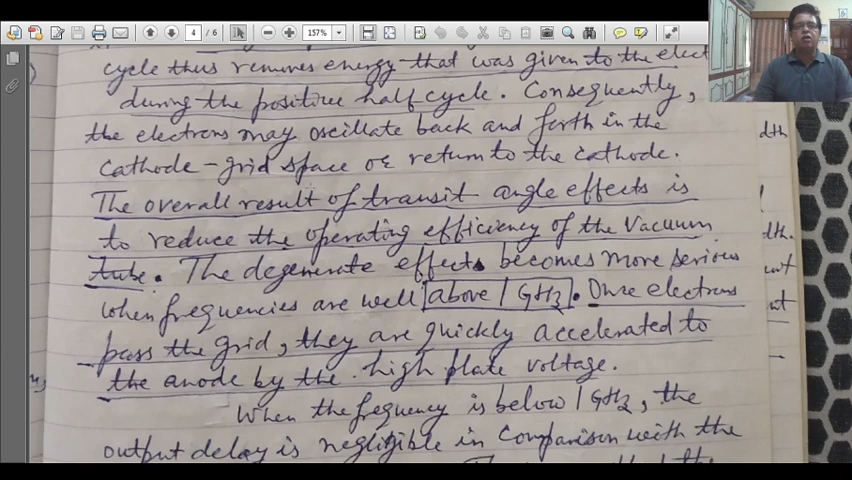 4 / 6
157%
cycle thus removes energy that was given to the elect
during the positive half cycle. Consequently,
the electrons may oscillate back and forth in the
cathode-grid space or return to the cathode.
The overall result of transit angle effects is
to reduce the operating efficiency of the Vacuum
tube. The degenerate effect becomes more serious
when frequencies are well above 1 GHz. Once electrons
pass the grid, they are quickly accelerated to
the anode by the high plate voltage.
When the frequency is below 1 GHz, the
output delay is negligible in comparison with the